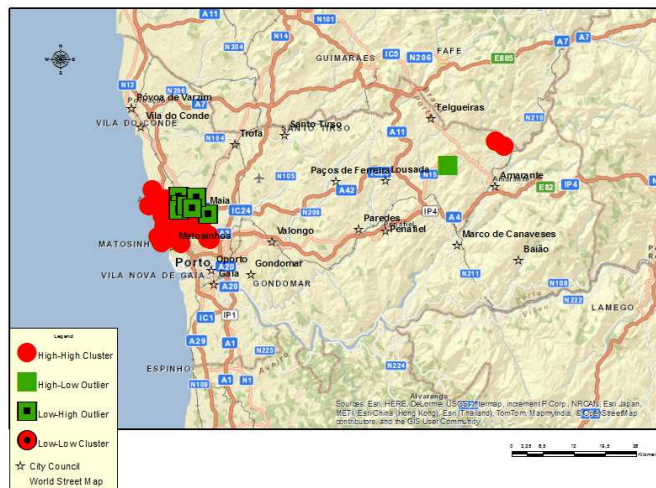 A11
N101
A7
N206
FAFE
E805
IC5
N206
A7
GUIMARAES
N14
N204
N13
N206
A7
Póvoa de Varzim
Vila do Conde
VILA DO CONDE
N104
Trofa
Santo Tirso
SANTO TIRSO
A11
Felgueiras
N210
N105
Paços de Ferreira
Lousada
N15
A42
Amarante
E82
IP4
Maia
IC24
N209
Paredes
Penafiel
IP4
A4
Marco de Canaveses
Matosinhos
Valongo
N211
Baião
Porto
Oporto
A20
VILA NOVA DE GAIA
Gaia
A20
Gondomar
GONDOMAR
N108
N222
LAMEGO
IC1
IP1
A29
N225
ESPINHO
Aveiro
N224
N109
A1
N1
Alvarenga
Legend
High-High Cluster
High-Low Outlier
Low-High Outlier
Low-Low Cluster
City Council
World Street Map
Sources: Esri, HERE, DeLorme, USGS, Intermap, increment P Corp., NRCAN, Esri Japan,
METI, Esri China (Hong Kong), Esri (Thailand), TomTom, MapmyIndia, © OpenStreetMap
contributors, and the GIS User Community
0 3.25 6.5 13 19.5 26